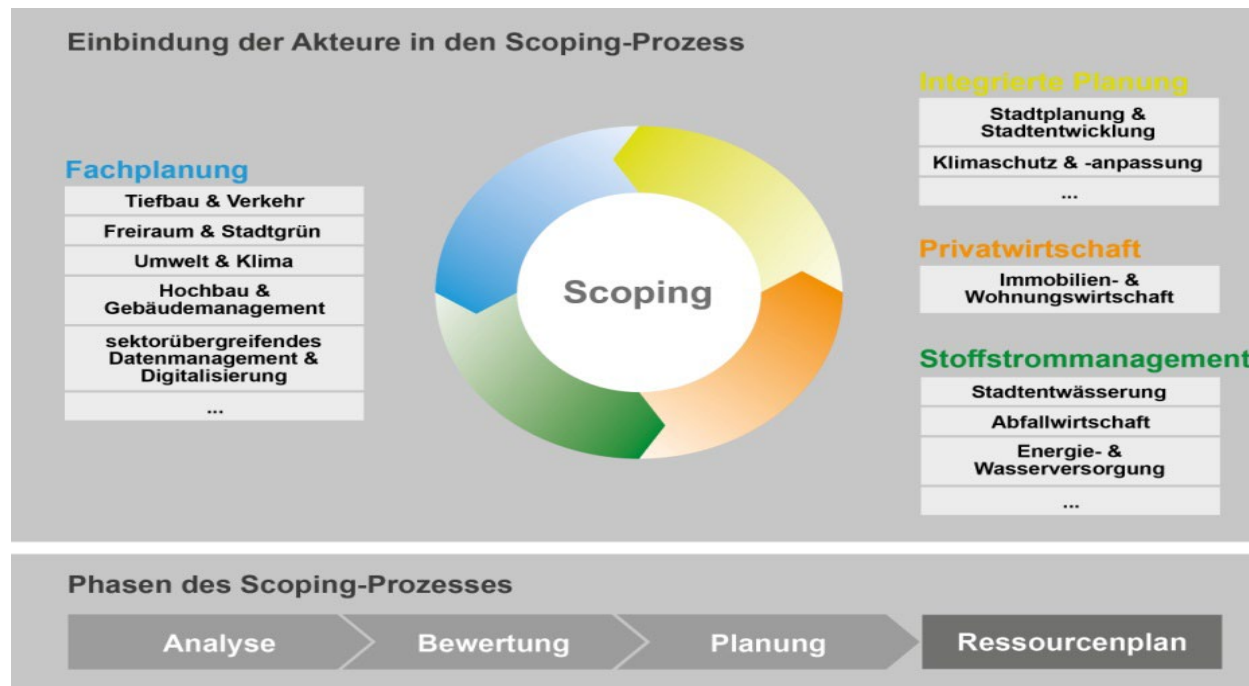 Einbindung der Akteure in den Scoping-Prozess
Fachplanung
Tiefbau & Verkehr
Freiraum & Stadtgrün
Umwelt & Klima
Hochbau &
Gebäudemanagement
sektorübergreifendes
Datenmanagement &
Digitalisierung
...
Scoping
Integrierte Planung
Stadtplanung &
Stadtentwicklung
Klimaschutz & -anpassung
...
Privatwirtschaft
Immobilien- &
Wohnungswirtschaft
Stoffstrommanagement
Stadtentwässerung
Abfallwirtschaft
Energie- &
Wasserversorgung
...
Phasen des Scoping-Prozesses
Analyse
Bewertung
Planung
Ressourcenplan